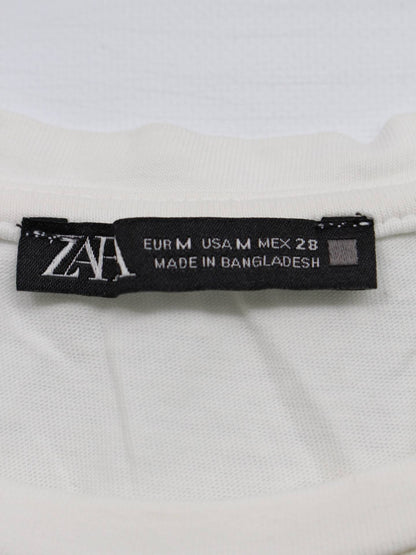 ZARA
EUR M USA M MEX 28
MADE IN BANGLADESH